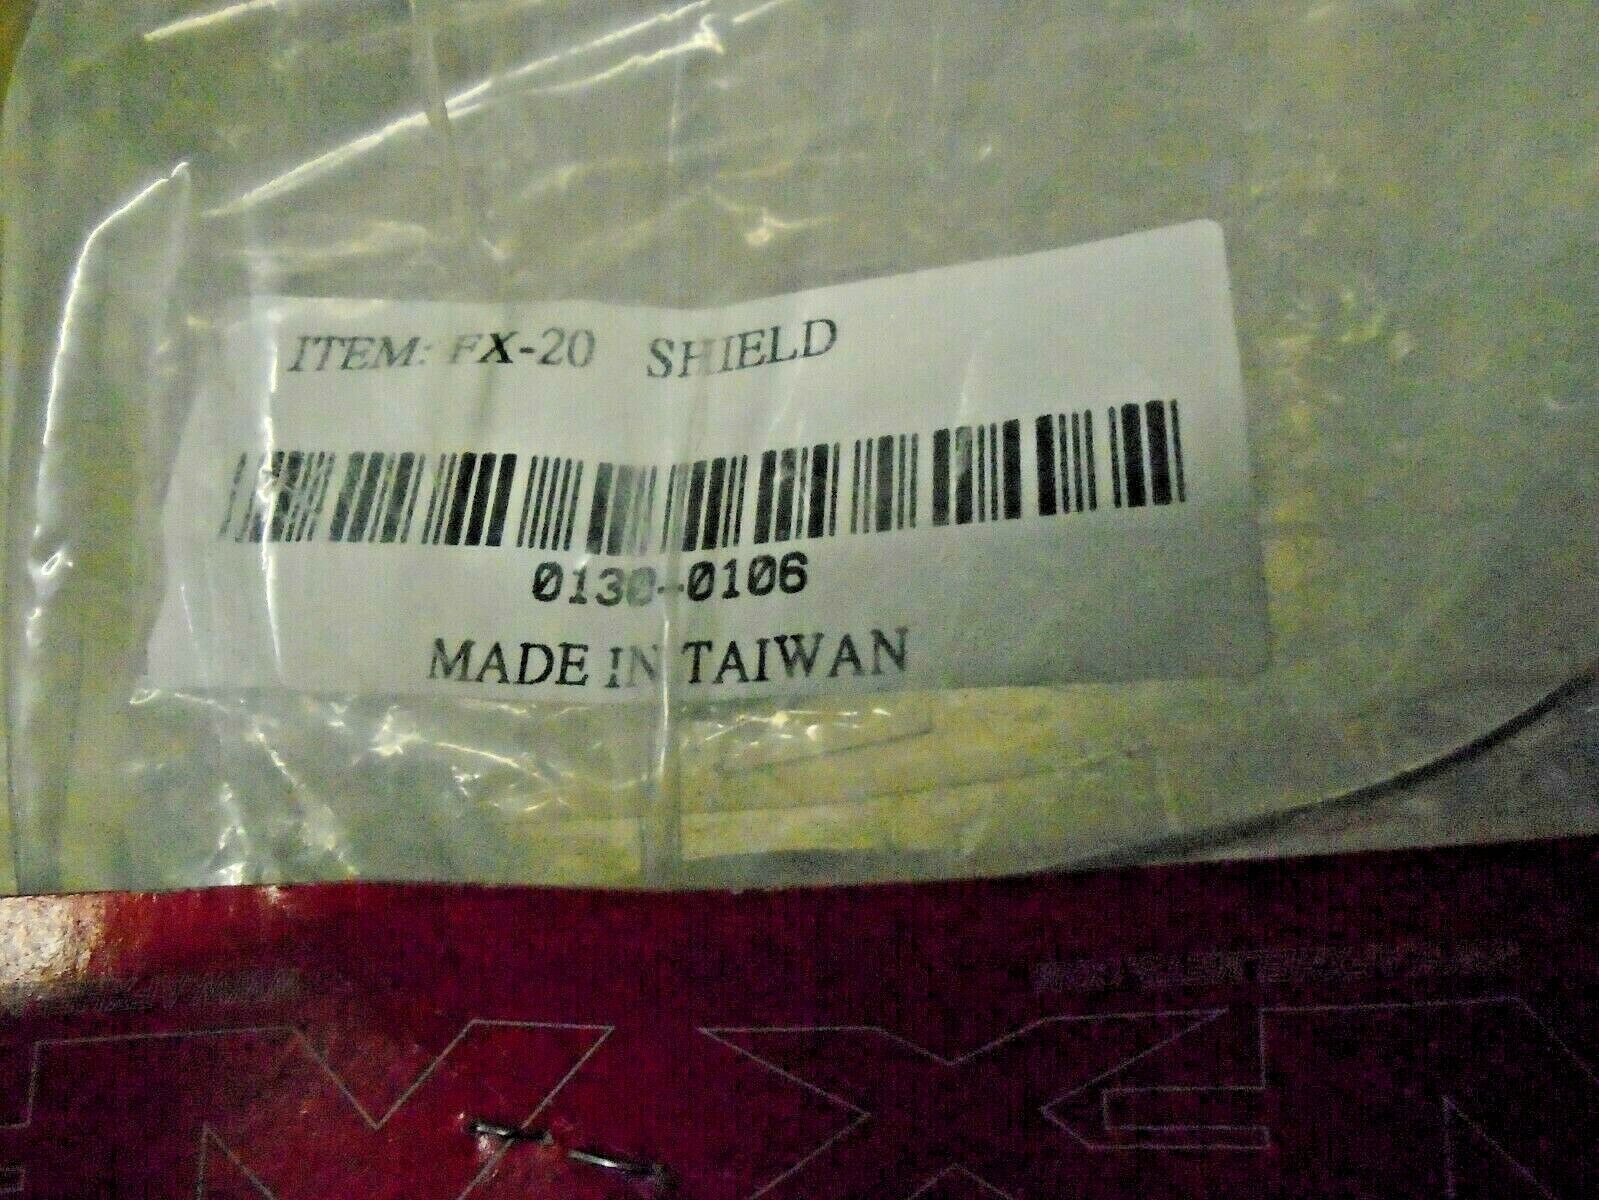 ITEM: FX-20 SHIELD
0130-0106
MADE IN TAIWAN